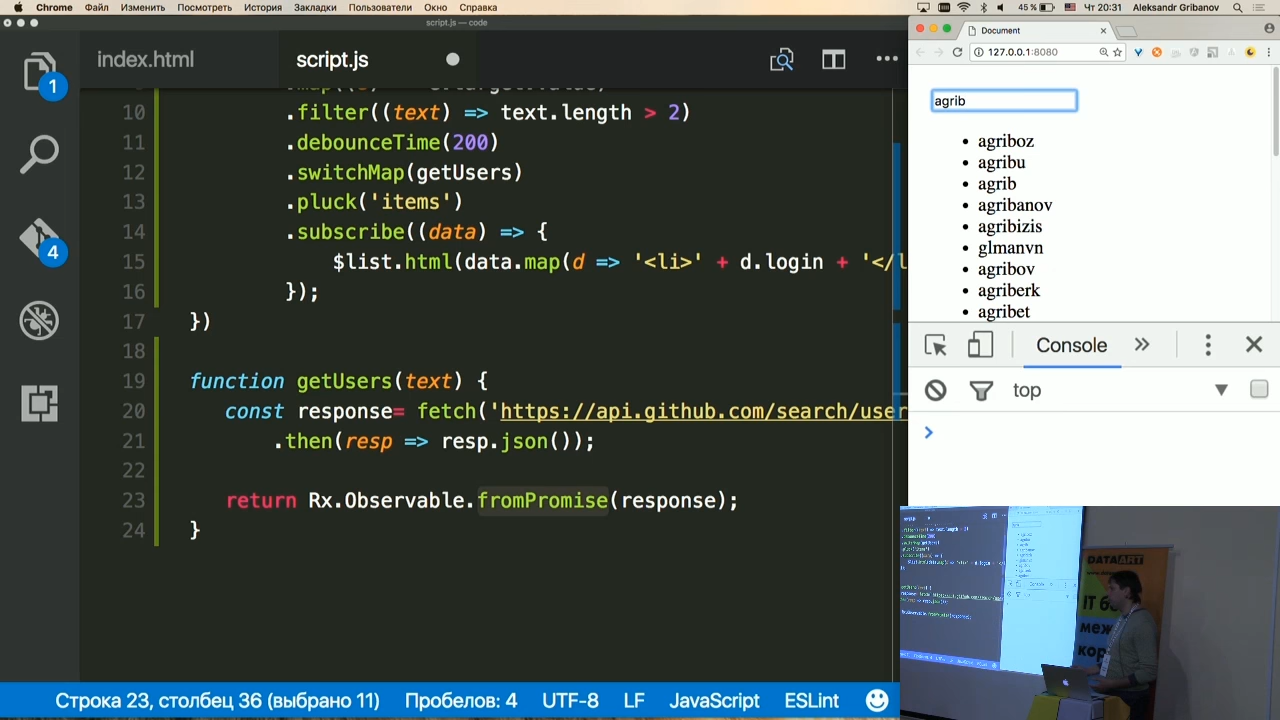 Chrome Файл Изменить Посмотреть История Закладки Пользователи Окно Справка 45 % Чт 20:31 Aleksandr Gribanov
script.js — code
index.html script.js
10 .filter((text) => text.length > 2)
11 .debounceTime(200)
12 .switchMap(getUsers)
13 .pluck('items')
14 .subscribe((data) => {
15 $list.html(data.map(d => '<li>' + d.login + '</l
16 });
17 })
18
19 function getUsers(text) {
20 const response= fetch('https://api.github.com/search/user
21 .then(resp => resp.json());
22
23 return Rx.Observable.fromPromise(response);
24 }
1
4
Строка 23, столбец 36 (выбрано 11) Пробелов: 4 UTF-8 LF JavaScript ESLint
Document
127.0.0.1:8080
agrib
agriboz
agribu
agrib
agribanov
agribizis
glmanvn
agribov
agriberk
agribet
Console
top
DATAART